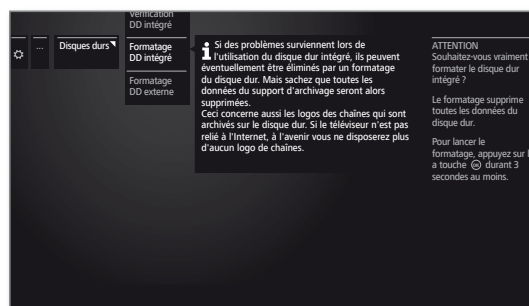 Vérification
DD intégré
...
Disques durs
Formatage
DD intégré
Formatage
DD externe
Si des problèmes surviennent lors de
l'utilisation du disque dur intégré, ils peuvent
éventuellement être éliminés par un formatage
du disque dur. Mais sachez que toutes les
données du support d'archivage seront alors
supprimées.
Ceci concerne aussi les logos des chaînes qui sont
archivés sur le disque dur. Si le téléviseur n'est pas
relié à l'Internet, à l'avenir vous ne disposerez plus
d'aucun logo de chaînes.
ATTENTION
Souhaitez-vous vraiment
formater le disque dur
intégré ?
Le formatage supprime
toutes les données du
disque dur.
Pour lancer le
formatage, appuyez sur l
a touche OK durant 3
secondes au moins.